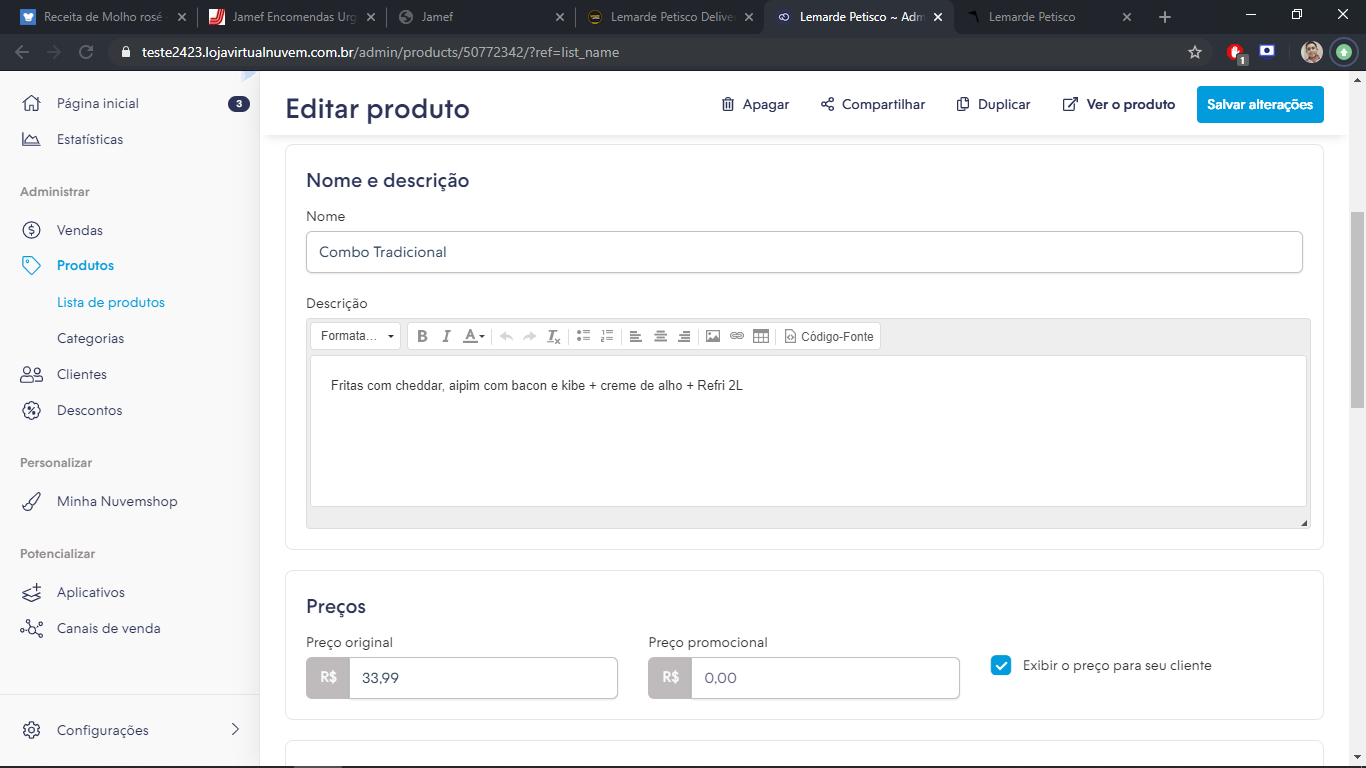 Receita de Molho rosé
Jamef Encomendas Urg
Jamef
Lemarde Petisco Deliver
Lemarde Petisco ~ Adm
Lemarde Petisco
teste2423.lojavirtualnuvem.com.br/admin/products/50772342/?ref=list_name
1
Página inicial
3
Estatísticas
Administrar
Vendas
Produtos
Lista de produtos
Categorias
Clientes
Descontos
Personalizar
Minha Nuvemshop
Potencializar
Aplicativos
Canais de venda
Configurações
Editar produto
Apagar
Compartilhar
Duplicar
Ver o produto
Salvar alterações
Nome e descrição
Nome
Combo Tradicional
Descrição
Formata...
B
I
A
Código-Fonte
Fritas com cheddar, aipim com bacon e kibe + creme de alho + Refri 2L
Preços
Preço original
R$ 33,99
Preço promocional
R$ 0,00
Exibir o preço para seu cliente